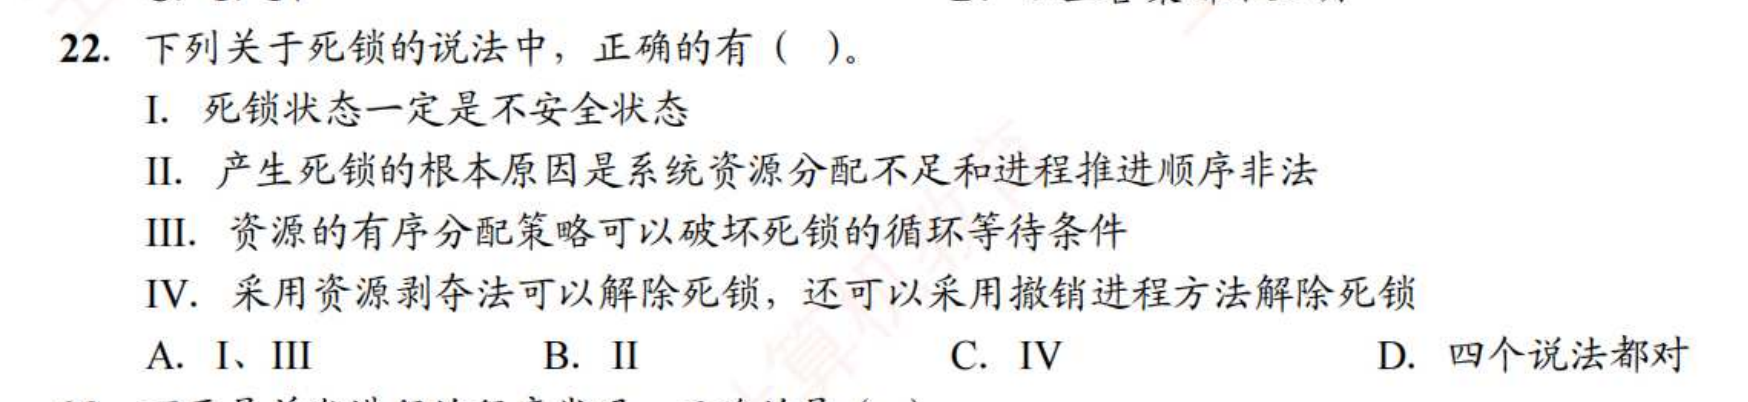 22. 下列关于死锁的说法中，正确的有（ ）。
I. 死锁状态一定是不安全状态
II. 产生死锁的根本原因是系统资源分配不足和进程推进顺序非法
III. 资源的有序分配策略可以破坏死锁的循环等待条件
IV. 采用资源剥夺法可以解除死锁，还可以采用撤销进程方法解除死锁
A. I、III B. II C. IV D. 四个说法都对